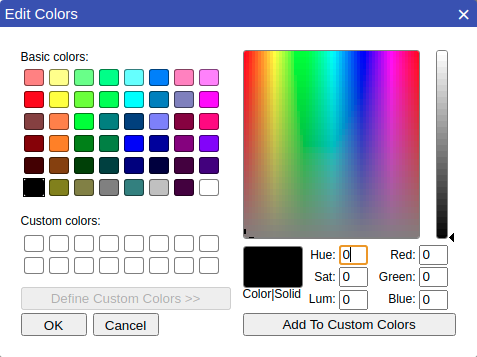 Edit Colors
Basic colors:
Custom colors:
Define Custom Colors >>
OK Cancel
Hue: 0 Red: 0
Sat: 0 Green: 0
Color|Solid
Lum: 0 Blue: 0
Add To Custom Colors